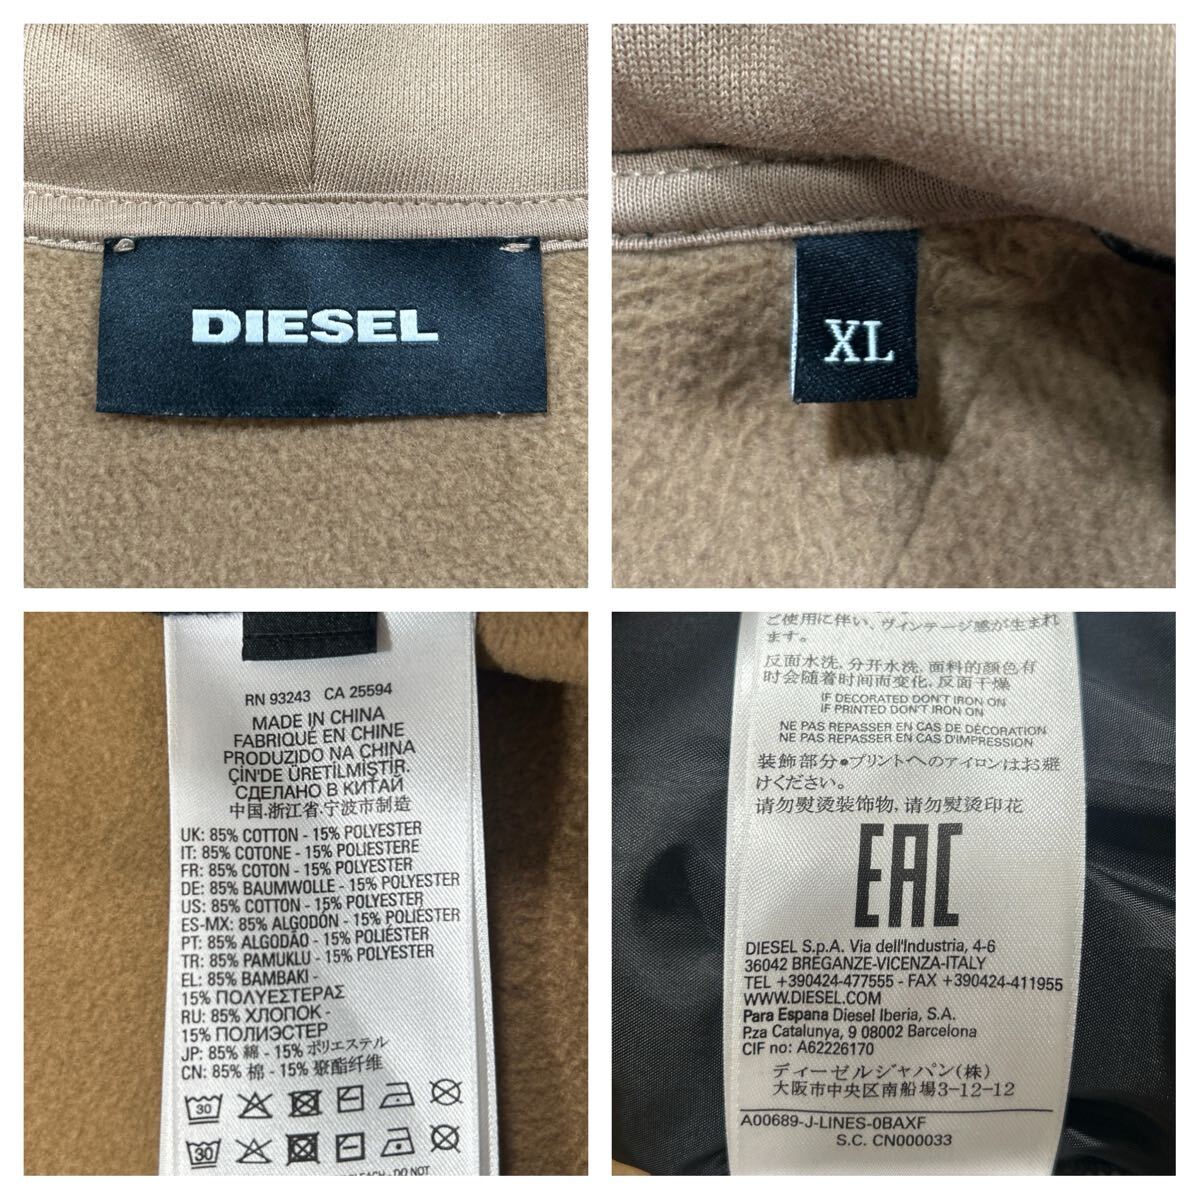 DIESEL
XL
RN 93243 CA 25594
MADE IN CHINA
FABRIQUÉ EN CHINE
PRODUZIDO NA CHINA
ÇİN'DE ÜRETİLMİŞTİR.
СДЕЛАНО В КИТАЙ
中国.浙江省.宁波市制造
UK: 85% COTTON - 15% POLYESTER
IT: 85% COTONE - 15% POLIESTERE
FR: 85% COTON - 15% POLYESTER
DE: 85% BAUMWOLLE - 15% POLYESTER
US: 85% COTTON - 15% POLYESTER
ES-MX: 85% ALGODÓN - 15% POLIÉSTER
PT: 85% ALGODÃO - 15% POLIÉSTER
TR: 85% PAMUKLU - 15% POLYESTER
EL: 85% ΒΑΜΒΑΚΙ -
15% ΠΟΛΥΕΣΤΕΡΑΣ
RU: 85% ХЛОПОК -
15% ПОЛИЭСТЕР
JP: 85% 綿 - 15% ポリエステル
CN: 85% 棉 - 15% 聚酯纤维
30
30
BLEACH - DO NOT
ご使用に伴い、ヴィンテージ感が生まれ
ます。
反面水洗, 分开水洗, 面料的颜色有
时会随着时间而变化, 反面干燥
IF DECORATED DON'T IRON ON
IF PRINTED DON'T IRON ON
NE PAS REPASSER EN CAS DE DÉCORATION
NE PAS REPASSER EN CAS D'IMPRESSION
装飾部分●プリントへのアイロンはお避
けください。
请勿熨烫装饰物, 请勿熨烫印花
EAC
DIESEL S.p.A. Via dell'Industria, 4-6
36042 BREGANZE-VICENZA-ITALY
TEL +390424-477555 - FAX +390424-411955
WWW.DIESEL.COM
Para Espana Diesel Iberia, S.A.
P.za Catalunya, 9 08002 Barcelona
CIF no: A62226170
ディーゼルジャパン(株)
大阪市中央区南船場3-12-12
A00689-J-LINES-0BAXF
S.C. CN000033